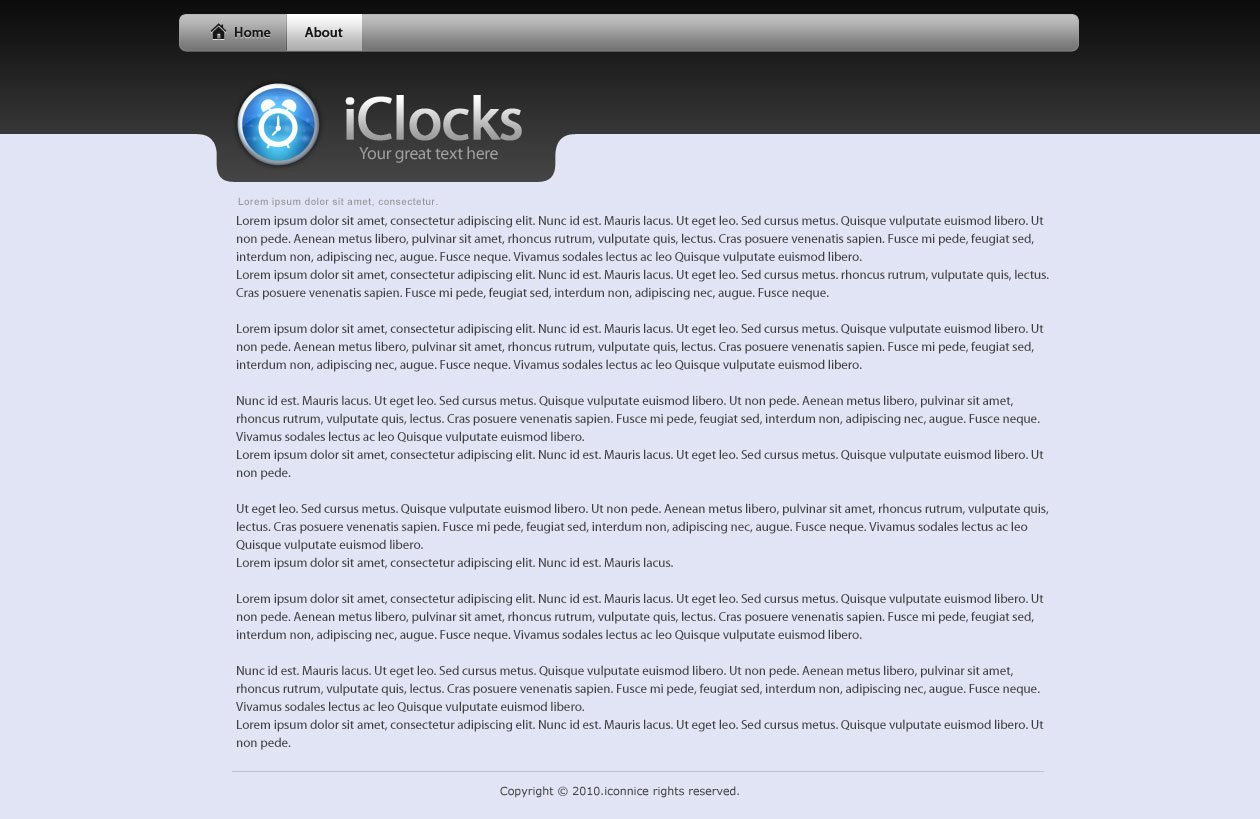 Home About
iClocks
Your great text here
Lorem ipsum dolor sit amet, consectetur.
Lorem ipsum dolor sit amet, consectetur adipiscing elit. Nunc id est. Mauris lacus. Ut eget leo. Sed cursus metus. Quisque vulputate euismod libero. Ut
non pede. Aenean metus libero, pulvinar sit amet, rhoncus rutrum, vulputate quis, lectus. Cras posuere venenatis sapien. Fusce mi pede, feugiat sed,
interdum non, adipiscing nec, augue. Fusce neque. Vivamus sodales lectus ac leo Quisque vulputate euismod libero.
Lorem ipsum dolor sit amet, consectetur adipiscing elit. Nunc id est. Mauris lacus. Ut eget leo. Sed cursus metus. rhoncus rutrum, vulputate quis, lectus.
Cras posuere venenatis sapien. Fusce mi pede, feugiat sed, interdum non, adipiscing nec, augue. Fusce neque.
Lorem ipsum dolor sit amet, consectetur adipiscing elit. Nunc id est. Mauris lacus. Ut eget leo. Sed cursus metus. Quisque vulputate euismod libero. Ut
non pede. Aenean metus libero, pulvinar sit amet, rhoncus rutrum, vulputate quis, lectus. Cras posuere venenatis sapien. Fusce mi pede, feugiat sed,
interdum non, adipiscing nec, augue. Fusce neque. Vivamus sodales lectus ac leo Quisque vulputate euismod libero.
Nunc id est. Mauris lacus. Ut eget leo. Sed cursus metus. Quisque vulputate euismod libero. Ut non pede. Aenean metus libero, pulvinar sit amet,
rhoncus rutrum, vulputate quis, lectus. Cras posuere venenatis sapien. Fusce mi pede, feugiat sed, interdum non, adipiscing nec, augue. Fusce neque.
Vivamus sodales lectus ac leo Quisque vulputate euismod libero.
Lorem ipsum dolor sit amet, consectetur adipiscing elit. Nunc id est. Mauris lacus. Ut eget leo. Sed cursus metus. Quisque vulputate euismod libero. Ut
non pede.
Ut eget leo. Sed cursus metus. Quisque vulputate euismod libero. Ut non pede. Aenean metus libero, pulvinar sit amet, rhoncus rutrum, vulputate quis,
lectus. Cras posuere venenatis sapien. Fusce mi pede, feugiat sed, interdum non, adipiscing nec, augue. Fusce neque. Vivamus sodales lectus ac leo
Quisque vulputate euismod libero.
Lorem ipsum dolor sit amet, consectetur adipiscing elit. Nunc id est. Mauris lacus.
Lorem ipsum dolor sit amet, consectetur adipiscing elit. Nunc id est. Mauris lacus. Ut eget leo. Sed cursus metus. Quisque vulputate euismod libero. Ut
non pede. Aenean metus libero, pulvinar sit amet, rhoncus rutrum, vulputate quis, lectus. Cras posuere venenatis sapien. Fusce mi pede, feugiat sed,
interdum non, adipiscing nec, augue. Fusce neque. Vivamus sodales lectus ac leo Quisque vulputate euismod libero.
Nunc id est. Mauris lacus. Ut eget leo. Sed cursus metus. Quisque vulputate euismod libero. Ut non pede. Aenean metus libero, pulvinar sit amet,
rhoncus rutrum, vulputate quis, lectus. Cras posuere venenatis sapien. Fusce mi pede, feugiat sed, interdum non, adipiscing nec, augue. Fusce neque.
Vivamus sodales lectus ac leo Quisque vulputate euismod libero.
Lorem ipsum dolor sit amet, consectetur adipiscing elit. Nunc id est. Mauris lacus. Ut eget leo. Sed cursus metus. Quisque vulputate euismod libero. Ut
non pede.
Copyright © 2010.iconnice rights reserved.